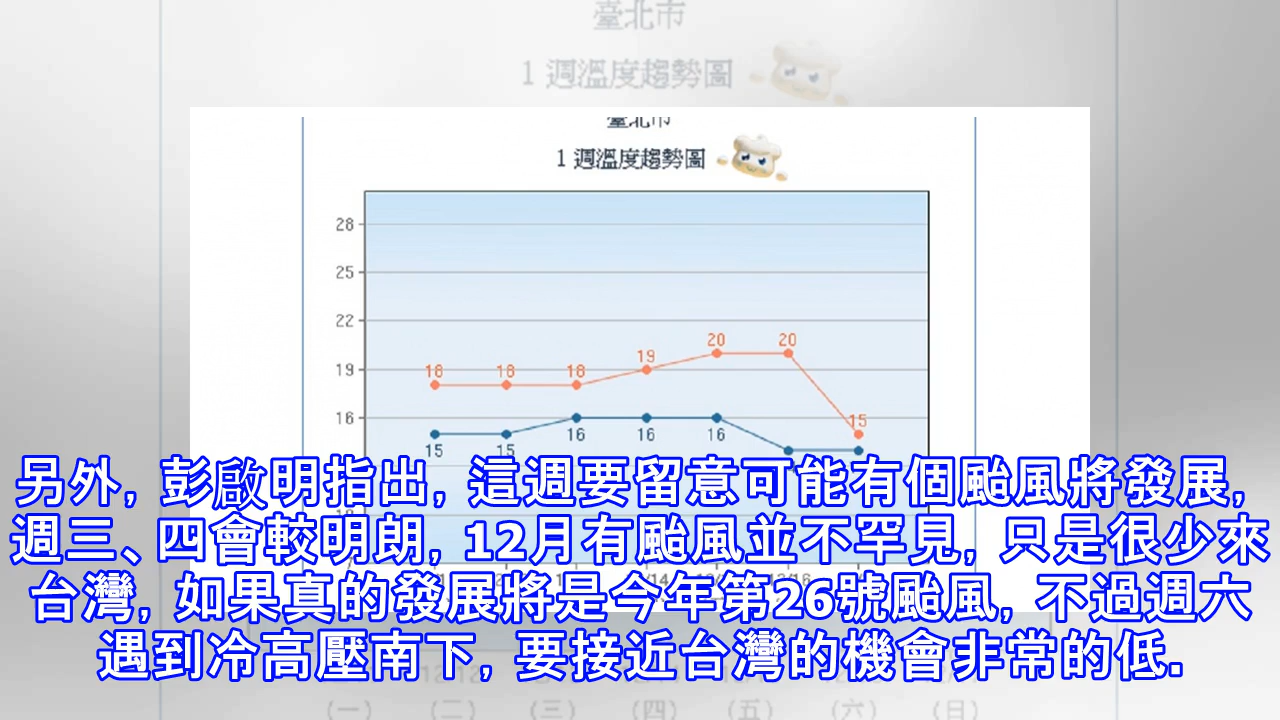 臺北市
1 週溫度趨勢圖
臺北市
1 週溫度趨勢圖
28
25
22
19
16
18 18 18 19 20 20 15
15 15 16 16 16
另外, 彭啟明指出, 這週要留意可能有個颱風將發展,
週三、四會較明朗, 12月有颱風並不罕見, 只是很少來
台灣, 如果真的發展將是今年第26號颱風, 不過週六
遇到冷高壓南下, 要接近台灣的機會非常的低.
(一) (二) (三) (四) (五) (六) (日)